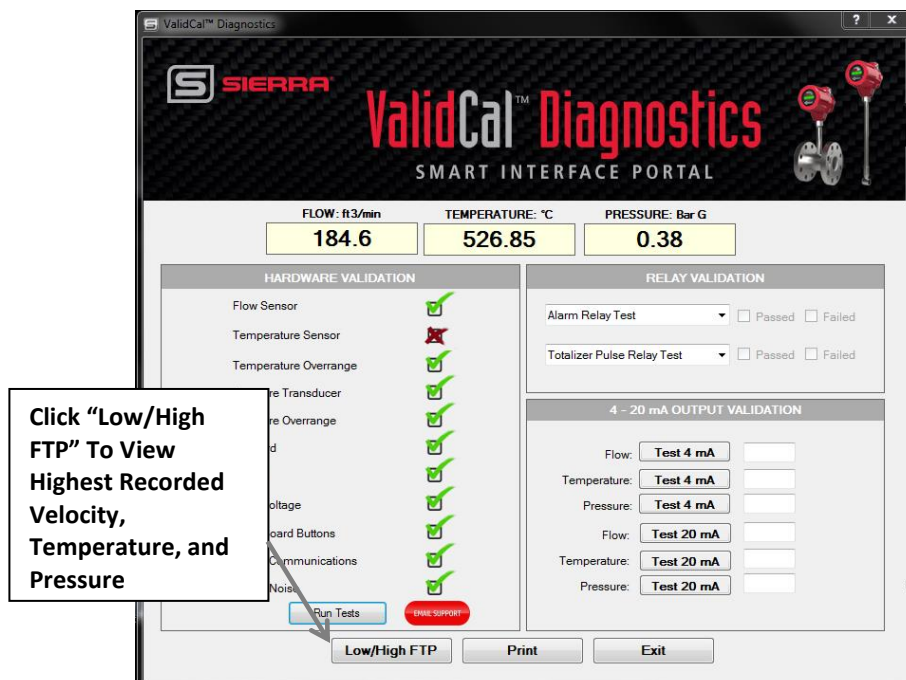 ValidCal™ Diagnostics
? X
SIERRA
ValidCal™ Diagnostics
SMART INTERFACE PORTAL
FLOW: ft3/min TEMPERATURE: °C PRESSURE: Bar G
184.6 526.85 0.38
HARDWARE VALIDATION
Flow Sensor
Temperature Sensor
Temperature Overrange
re Transducer
re Overrange
d
oltage
oard Buttons
Communications
Noise
Run Tests EMAIL SUPPORT
RELAY VALIDATION
Alarm Relay Test Passed Failed
Totalizer Pulse Relay Test Passed Failed
4 - 20 mA OUTPUT VALIDATION
Flow: Test 4 mA
Temperature: Test 4 mA
Pressure: Test 4 mA
Flow: Test 20 mA
Temperature: Test 20 mA
Pressure: Test 20 mA
Low/High FTP Print Exit
Click “Low/High
FTP” To View
Highest Recorded
Velocity,
Temperature, and
Pressure